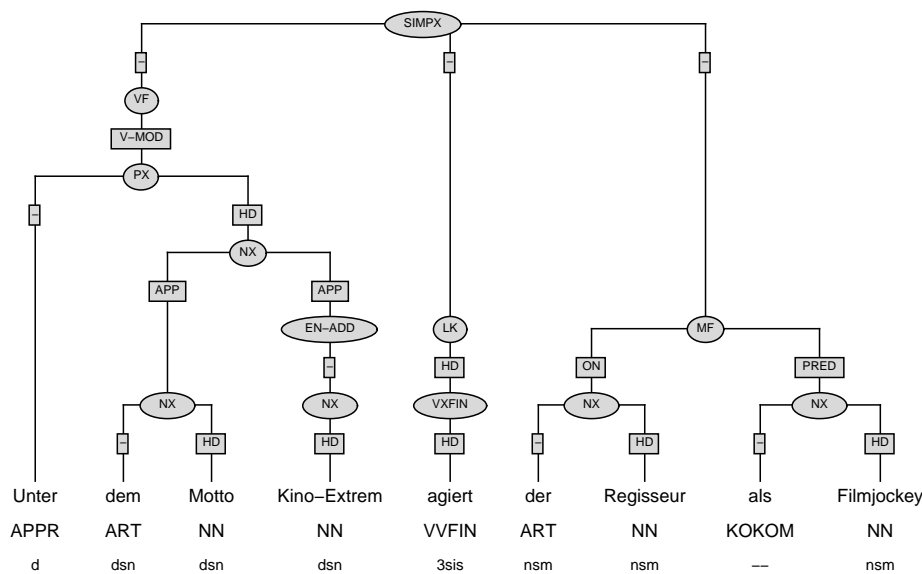 SIMPX
– – –
VF
V–MOD
PX
– HD
NX
APP APP
EN–ADD LK MF
– HD ON PRED
NX NX VXFIN NX NX
– HD HD HD – HD – HD
Unter dem Motto Kino–Extrem agiert der Regisseur als Filmjockey
APPR ART NN NN VVFIN ART NN KOKOM NN
d dsn dsn dsn 3sis nsm nsm –– nsm